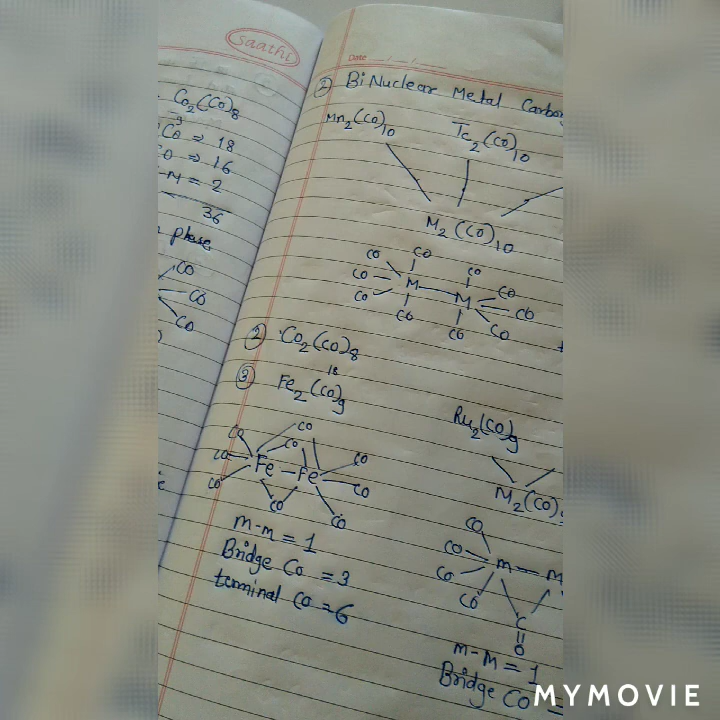 saathi
Co₂(CO)₈
9
CO ⇒ 18
CO ⇒ 16
-M = 2
36
phase
CO
CO
CO
Date
② BiNuclear Metal
Mn₂(CO)₁₀ Tc₂(CO)₁₀
M₂(CO)₁₀
CO CO
CO M — M CO
CO CO
CO CO
CO CO CO
② Co₂(CO)₈
18
③ Fe₂(CO)₉
CO CO
CO CO
CO Fe — Fe CO
CO CO
CO CO
m-m = 1
Bridge CO = 3
terminal CO = 6
Ru₂(CO)₉
M₂(CO)
CO
CO m — M
CO
CO
C
O
m-M = 1
Bridge CO =
MYMOVIE